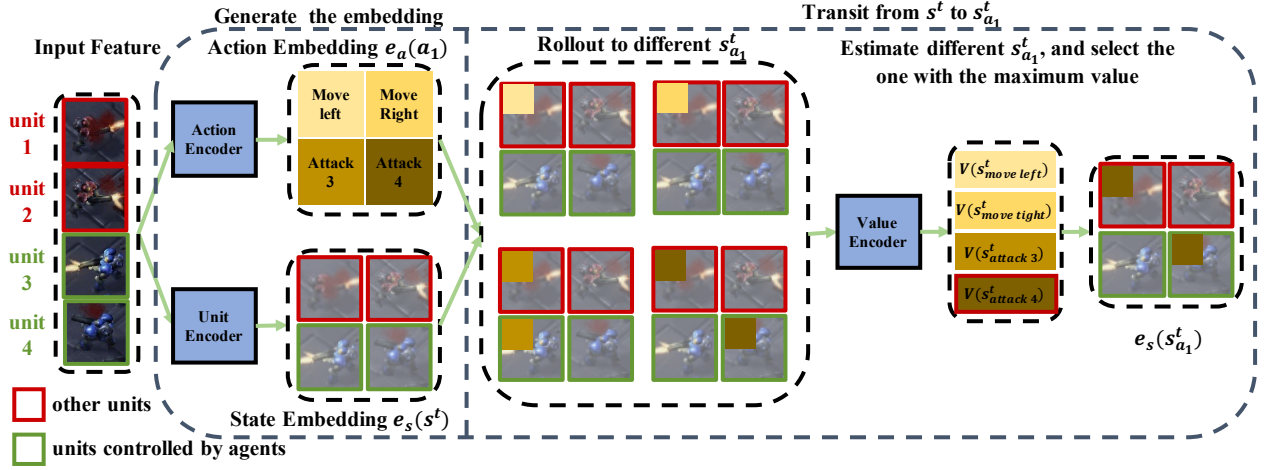 Generate the embedding
Transit from s^t to s^t_{a_1}
Input Feature
Action Embedding e_a(a_1)
Rollout to different s^t_{a_1}
Estimate different s^t_{a_1}, and select the
one with the maximum value
unit
1
unit
2
unit
3
unit
4
Action
Encoder
Move
left
Move
Right
Attack
3
Attack
4
Unit
Encoder
State Embedding e_s(s^t)
Value
Encoder
V(s^t_{move left})
V(s^t_{move tight})
V(s^t_{attack 3})
V(s^t_{attack 4})
e_s(s^t_{a_1})
other units
units controlled by agents